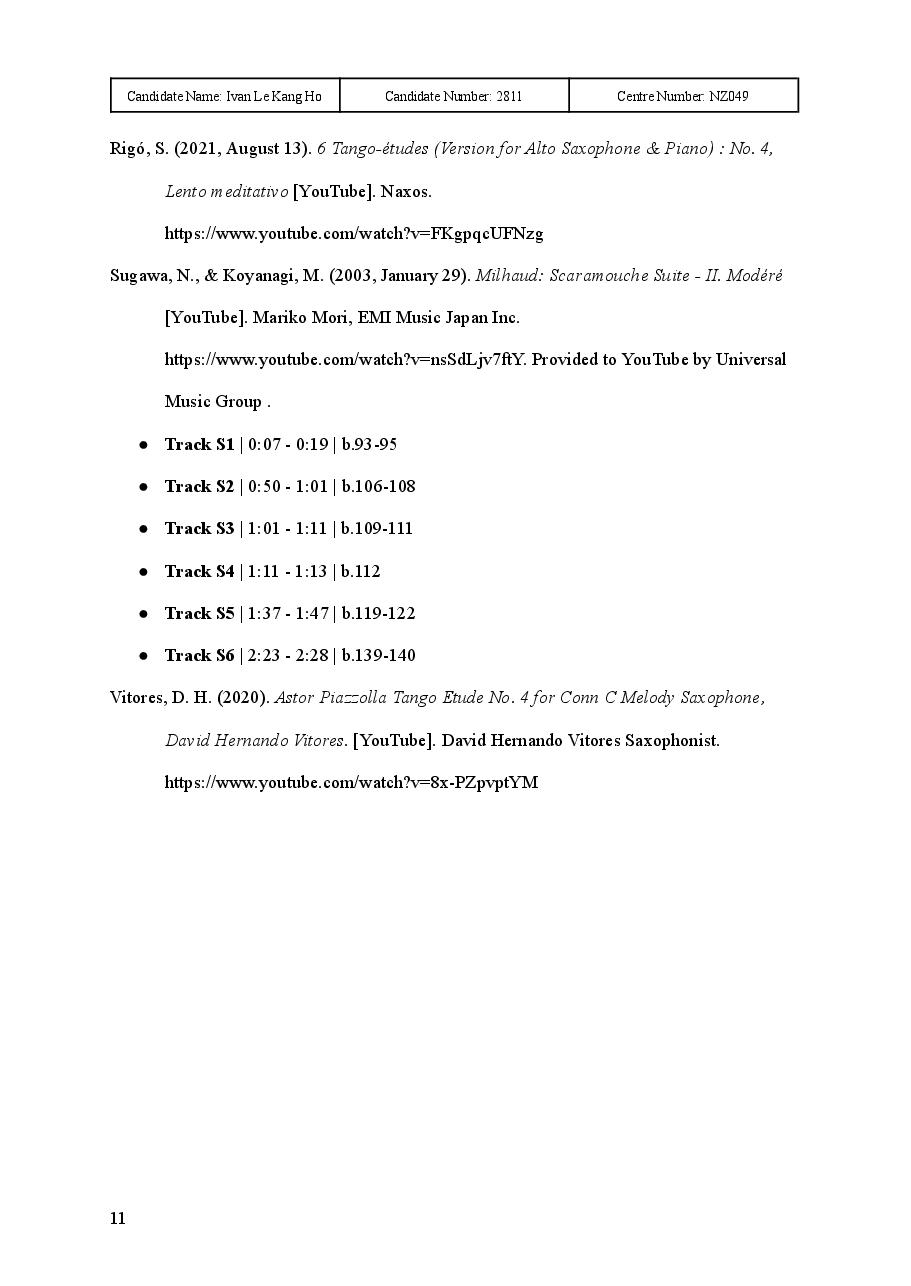 Candidate Name: Ivan Le Kang Ho Candidate Number: 2811 Centre Number: NZ049
Rigó, S. (2021, August 13). 6 Tango-études (Version for Alto Saxophone & Piano) : No. 4,
Lento meditativo [YouTube]. Naxos.
https://www.youtube.com/watch?v=FKgpqcUFNzg
Sugawa, N., & Koyanagi, M. (2003, January 29). Milhaud: Scaramouche Suite - II. Modéré
[YouTube]. Mariko Mori, EMI Music Japan Inc.
https://www.youtube.com/watch?v=nsSdLjv7ftY. Provided to YouTube by Universal
Music Group .
● Track S1 | 0:07 - 0:19 | b.93-95
● Track S2 | 0:50 - 1:01 | b.106-108
● Track S3 | 1:01 - 1:11 | b.109-111
● Track S4 | 1:11 - 1:13 | b.112
● Track S5 | 1:37 - 1:47 | b.119-122
● Track S6 | 2:23 - 2:28 | b.139-140
Vitores, D. H. (2020). Astor Piazzolla Tango Etude No. 4 for Conn C Melody Saxophone,
David Hernando Vitores. [YouTube]. David Hernando Vitores Saxophonist.
https://www.youtube.com/watch?v=8x-PZpvptYM
11